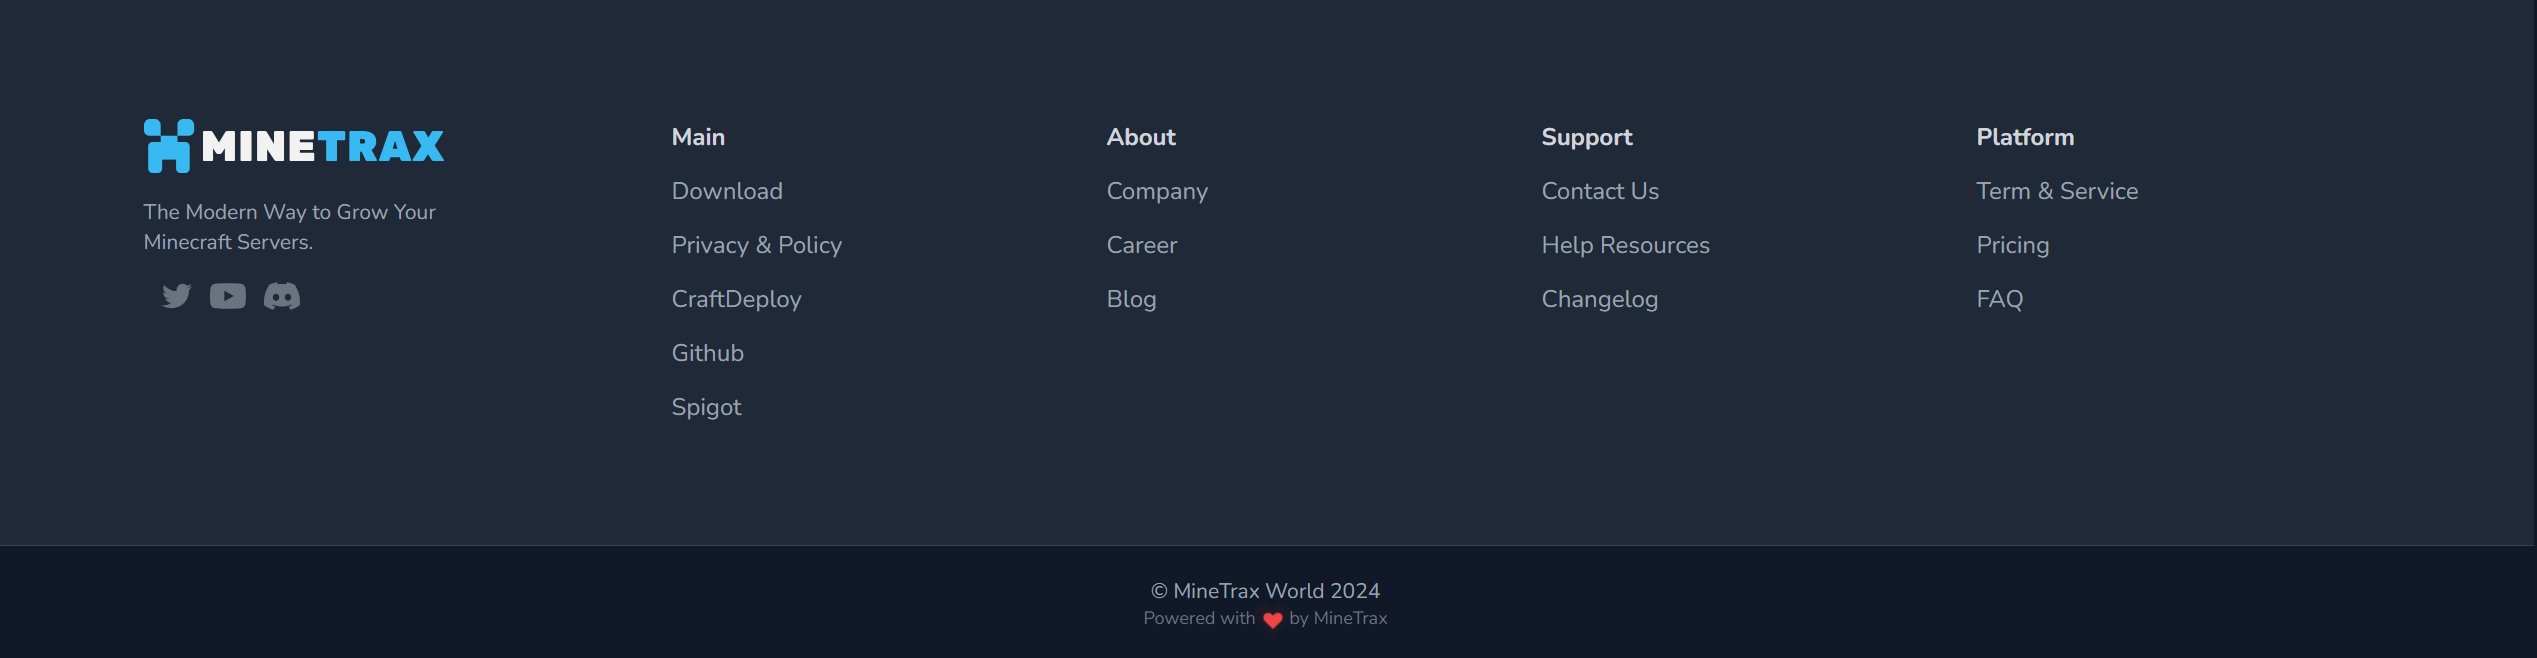 MINETRAX
The Modern Way to Grow Your
Minecraft Servers.
Main
Download
Privacy & Policy
CraftDeploy
Github
Spigot
About
Company
Career
Blog
Support
Contact Us
Help Resources
Changelog
Platform
Term & Service
Pricing
FAQ
© MineTrax World 2024
Powered with ❤ by MineTrax